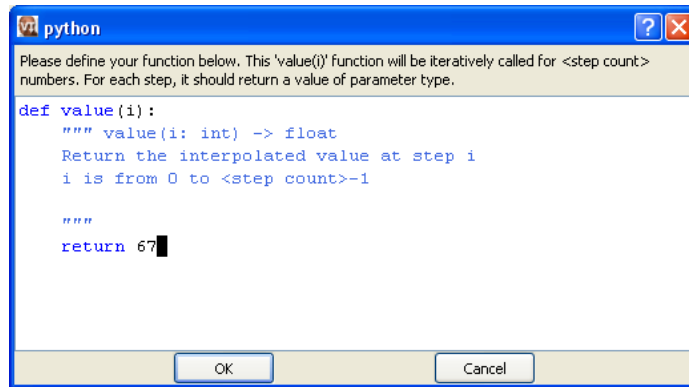 VT python
Please define your function below. This 'value(i)' function will be iteratively called for <step count>
numbers. For each step, it should return a value of parameter type.
def value(i):
    """ value(i: int) -> float
    Return the interpolated value at step i
    i is from 0 to <step count>-1
    """
    return 67
OK Cancel